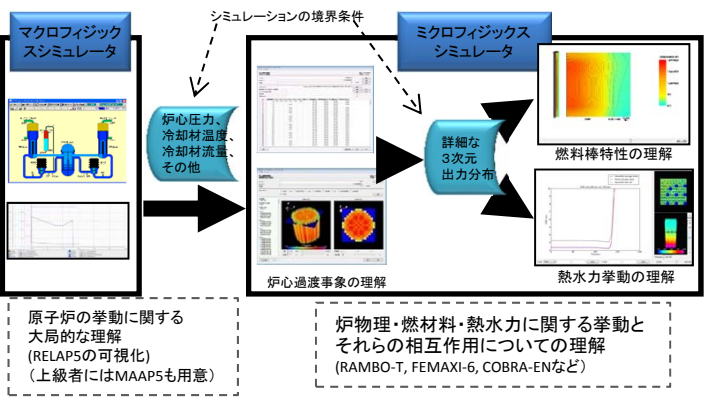 マクロフィジック
スシミュレータ
シミュレーションの境界条件
ミクロフィジックス
シミュレータ
炉心圧力、
冷却材温度、
冷却材流量、
その他
詳細な
３次元
出力分布
燃料棒特性の理解
炉心過渡事象の理解
熱水力挙動の理解
原子炉の挙動に関する
大局的な理解
(RELAP5の可視化)
（上級者にはMAAP5も用意）
炉物理・燃材料・熱水力に関する挙動と
それらの相互作用についての理解
(RAMBO-T, FEMAXI-6, COBRA-ENなど）